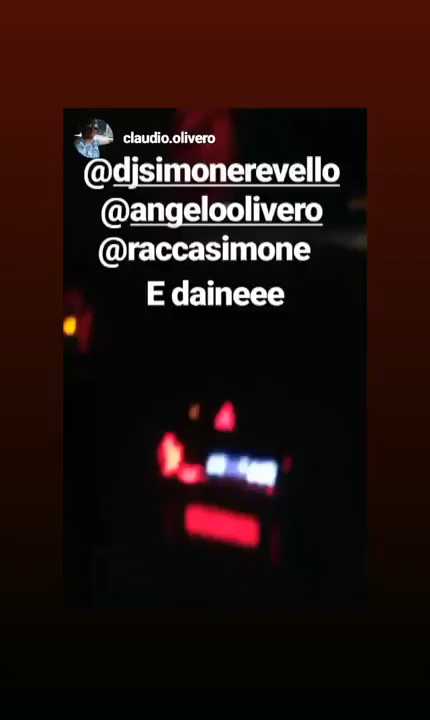 claudio.olivero
@djsimonerevello
@angeloolivero
@raccasimone
E daineee